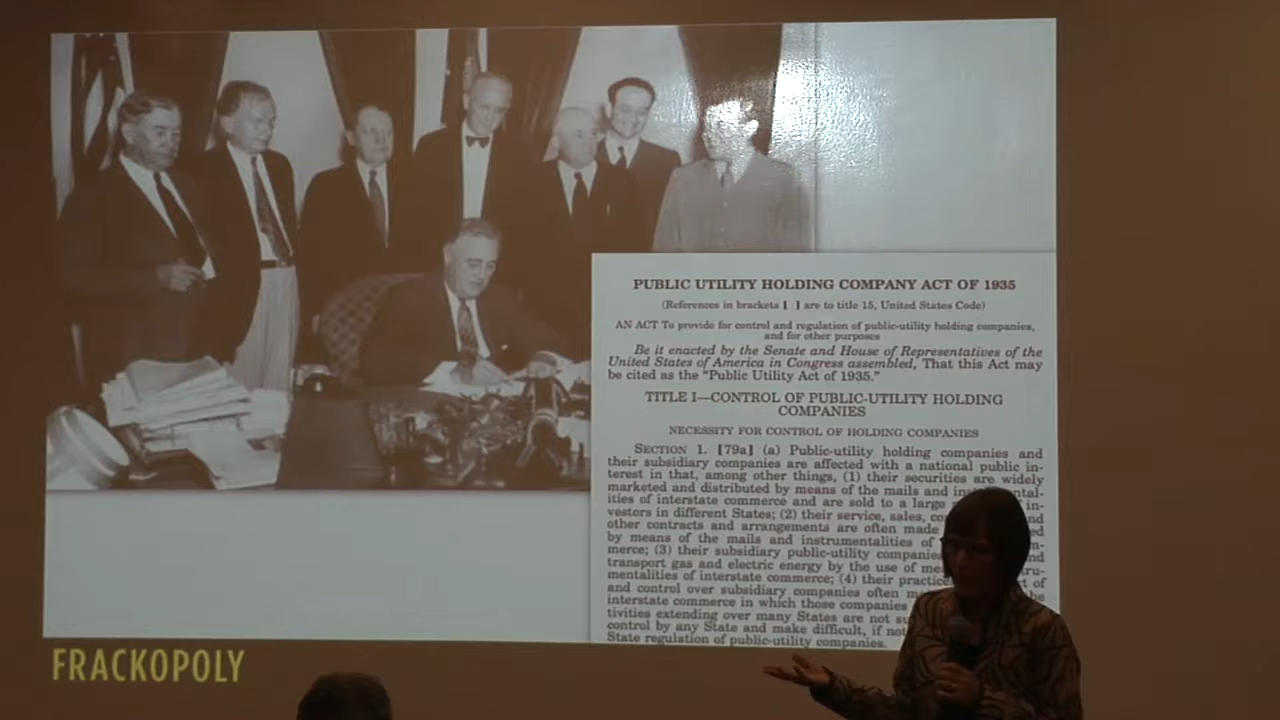 PUBLIC UTILITY HOLDING COMPANY ACT OF 1935
(References in brackets [ ] are to title 15, United States Code)
AN ACT To provide for control and regulation of public-utility holding companies,
and for other purposes
Be it enacted by the Senate and House of Representatives of the
United States of America in Congress assembled, That this Act may
be cited as the "Public Utility Act of 1935."
TITLE I—CONTROL OF PUBLIC-UTILITY HOLDING
COMPANIES
NECESSITY FOR CONTROL OF HOLDING COMPANIES
SECTION 1. [79a] (a) Public-utility holding companies and
their subsidiary companies are affected with a national public in-
terest in that, among other things, (1) their securities are widely
marketed and distributed by means of the mails and
ities of interstate commerce and are sold to a large in-
vestors in different States; (2) their service, sales,
other contracts and arrangements are often made
by means of the mails and instrumentalities of
merce; (3) their subsidiary public-utility companie
transport gas and electric energy by the use of
mentalities of interstate commerce; (4) their practice of
and control over subsidiary companies often
interstate commerce in which those companies
tivities extending over many States are not
control by any State and make difficult, if not
State regulation of public-utility companies.
FRACKOPOLY